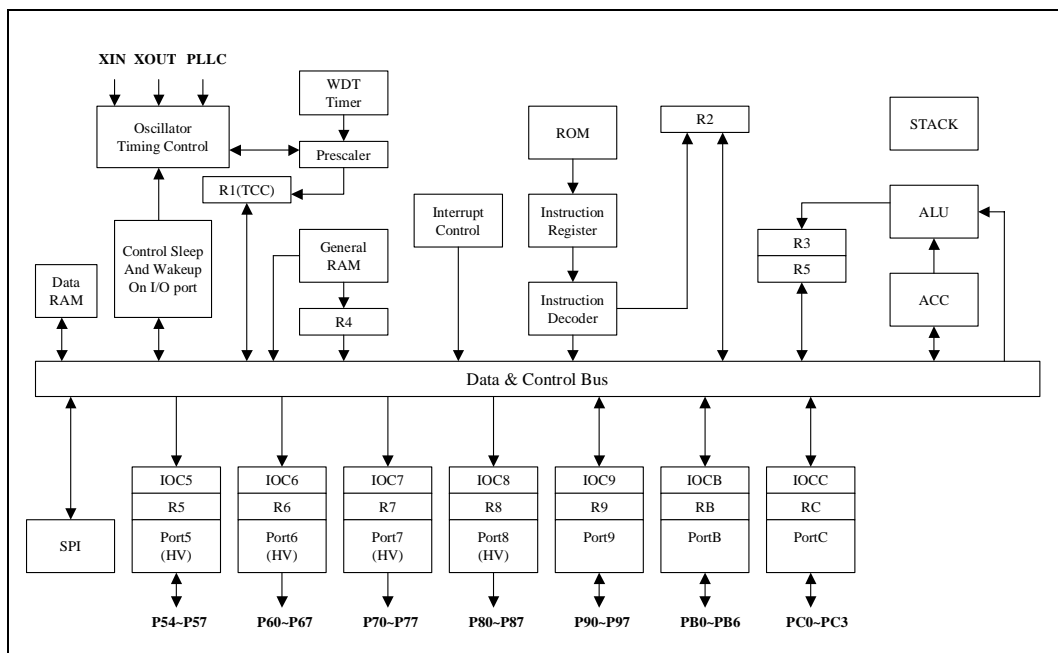 XIN XOUT PLLC
WDT
Timer
Oscillator
Timing Control
Prescaler
R1(TCC)
ROM
R2
STACK
Control Sleep
And Wakeup
On I/O port
General
RAM
Interrupt
Control
Instruction
Register
ALU
R3
R5
Data
RAM
R4
Instruction
Decoder
ACC
Data & Control Bus
SPI
IOC5
R5
Port5
(HV)
P54~P57
IOC6
R6
Port6
(HV)
P60~P67
IOC7
R7
Port7
(HV)
P70~P77
IOC8
R8
Port8
(HV)
P80~P87
IOC9
R9
Port9
P90~P97
IOCB
RB
PortB
PB0~PB6
IOCC
RC
PortC
PC0~PC3